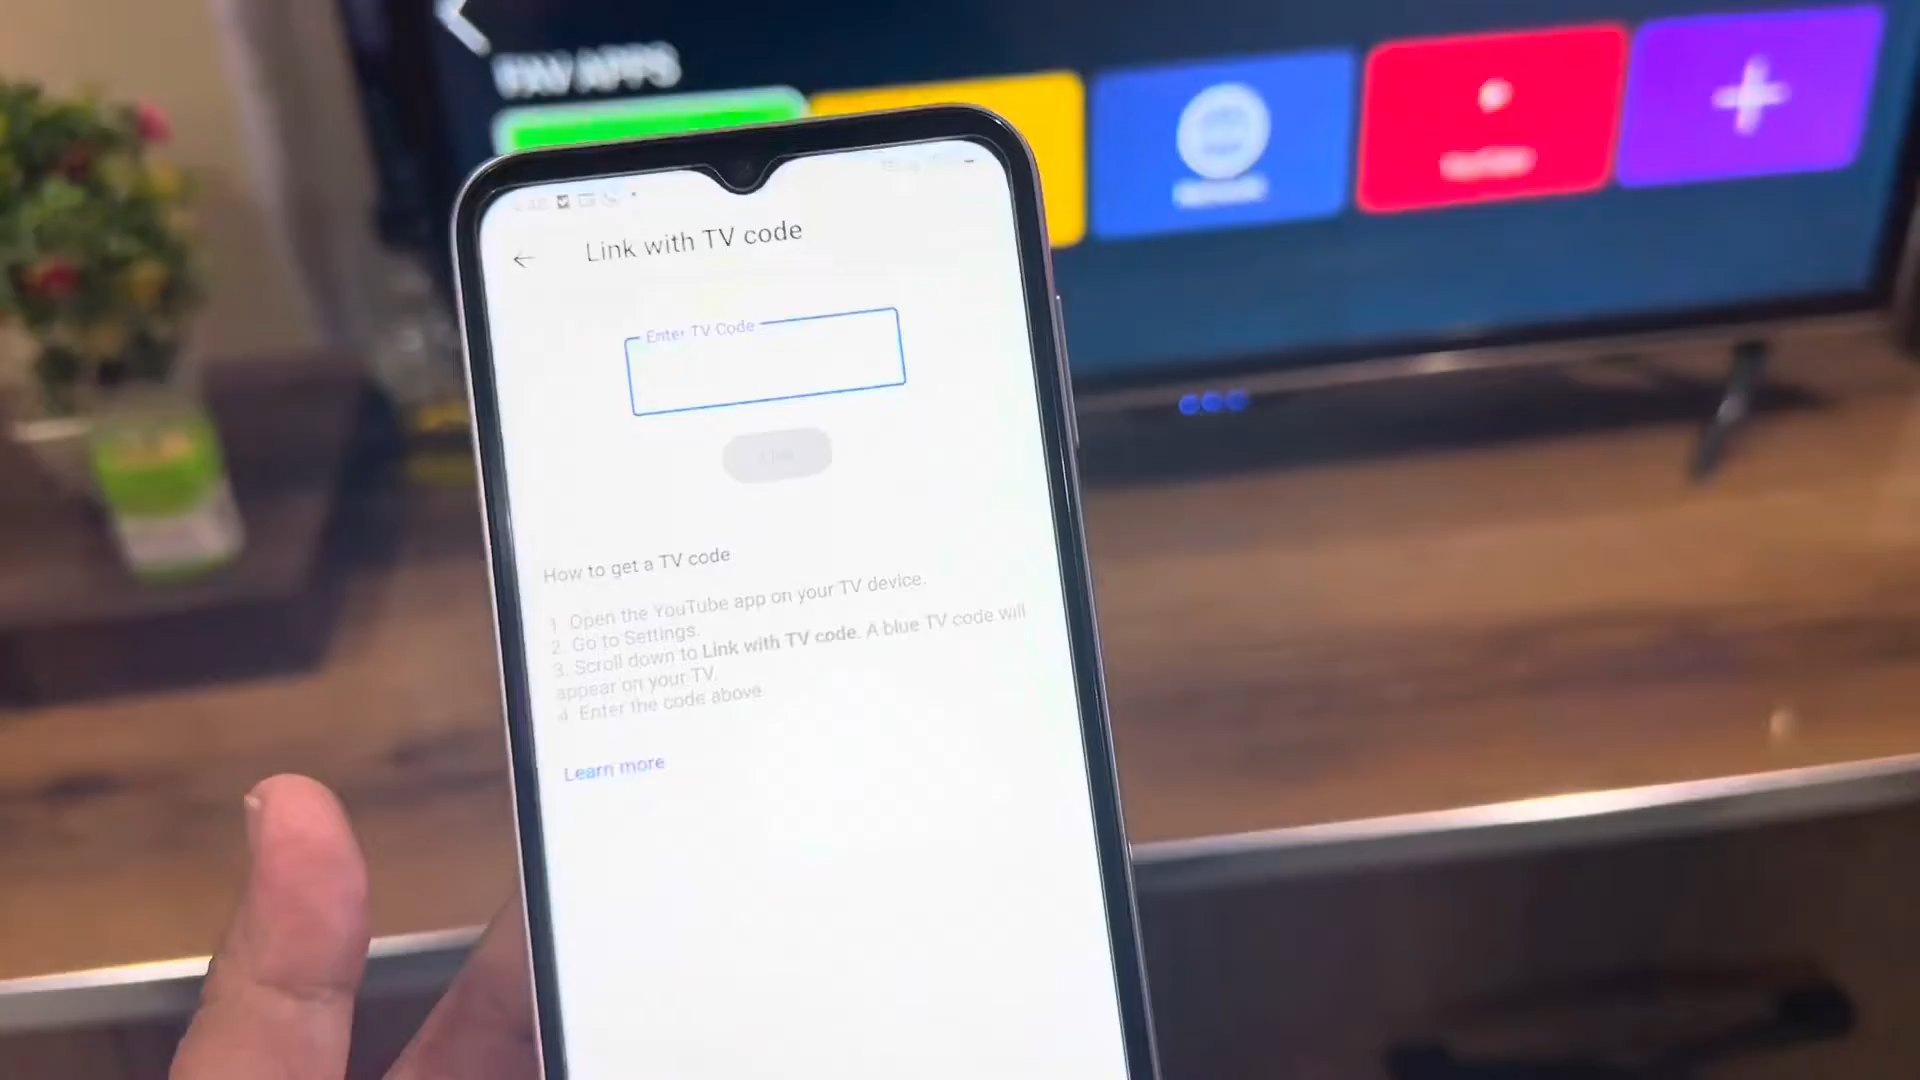 FAV APPS
Link with TV code
Enter TV Code
How to get a TV code
1. Open the YouTube app on your TV device.
2. Go to Settings.
3. Scroll down to Link with TV code. A blue TV code will
appear on your TV.
4. Enter the code above.
Learn more